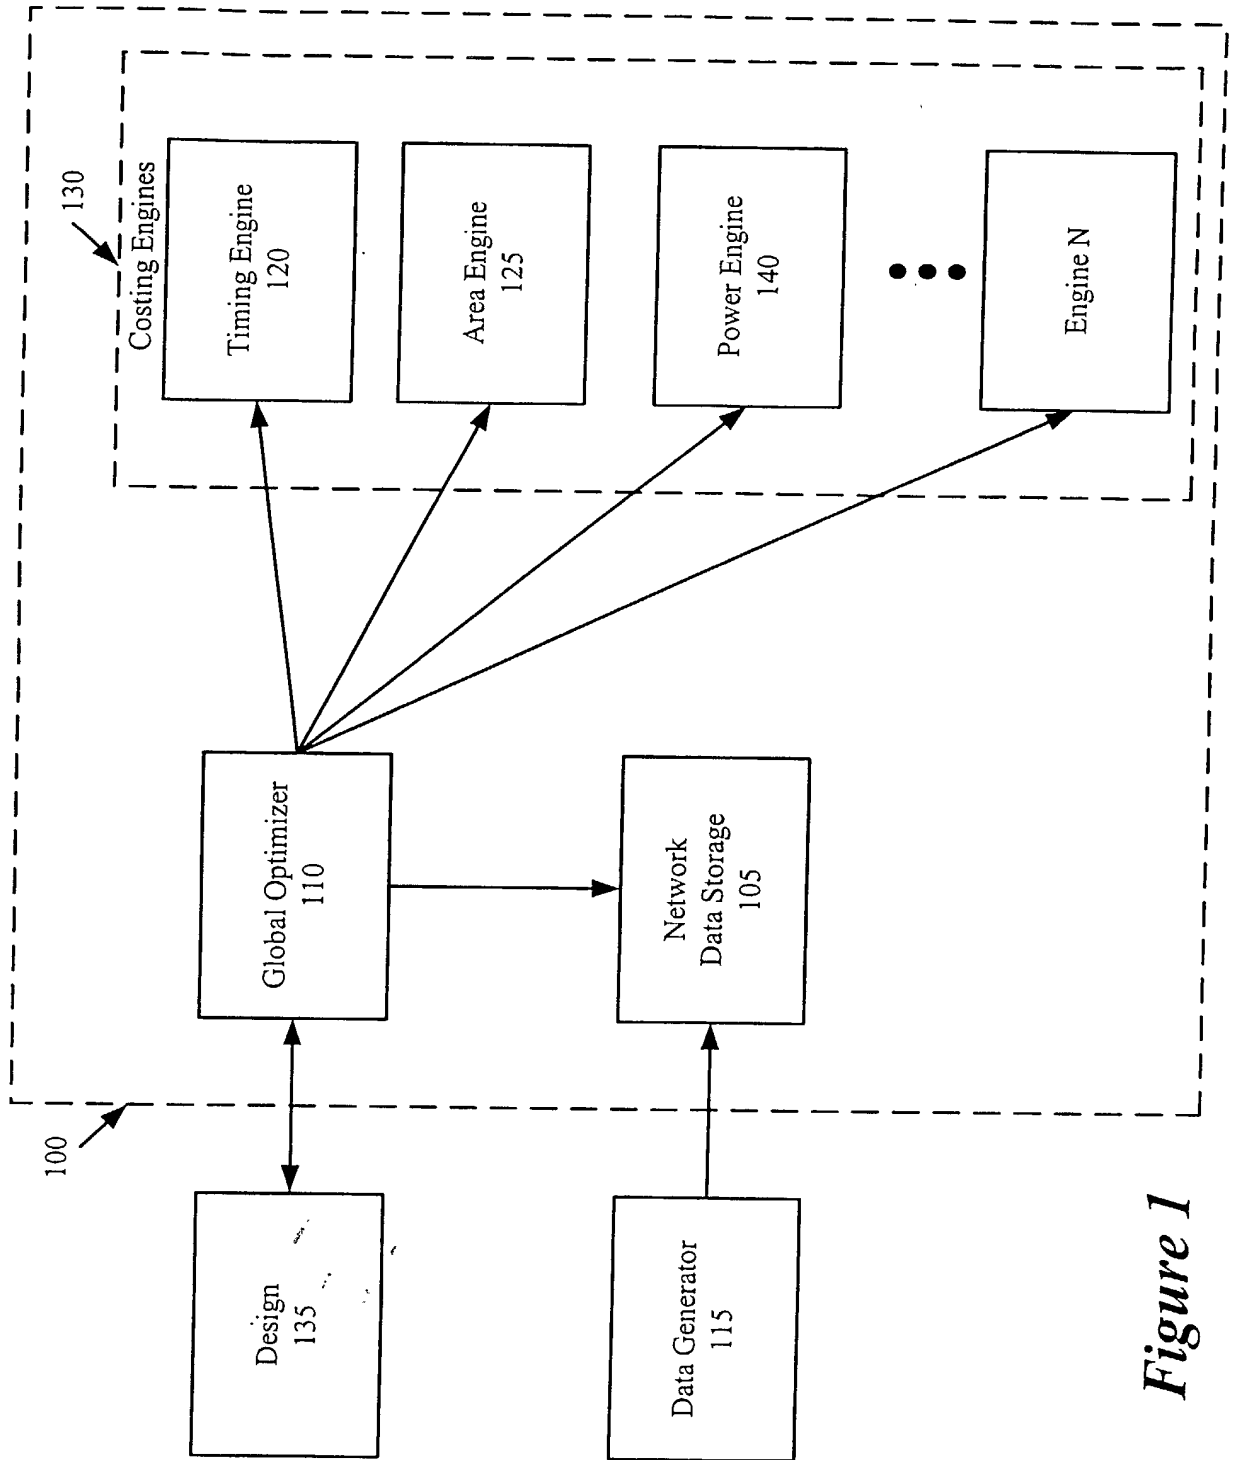 100
130
Costing Engines
Design
135
Global Optimizer
110
Timing Engine
120
Area Engine
125
Data Generator
115
Network
Data Storage
105
Power Engine
140
Engine N
Figure 1